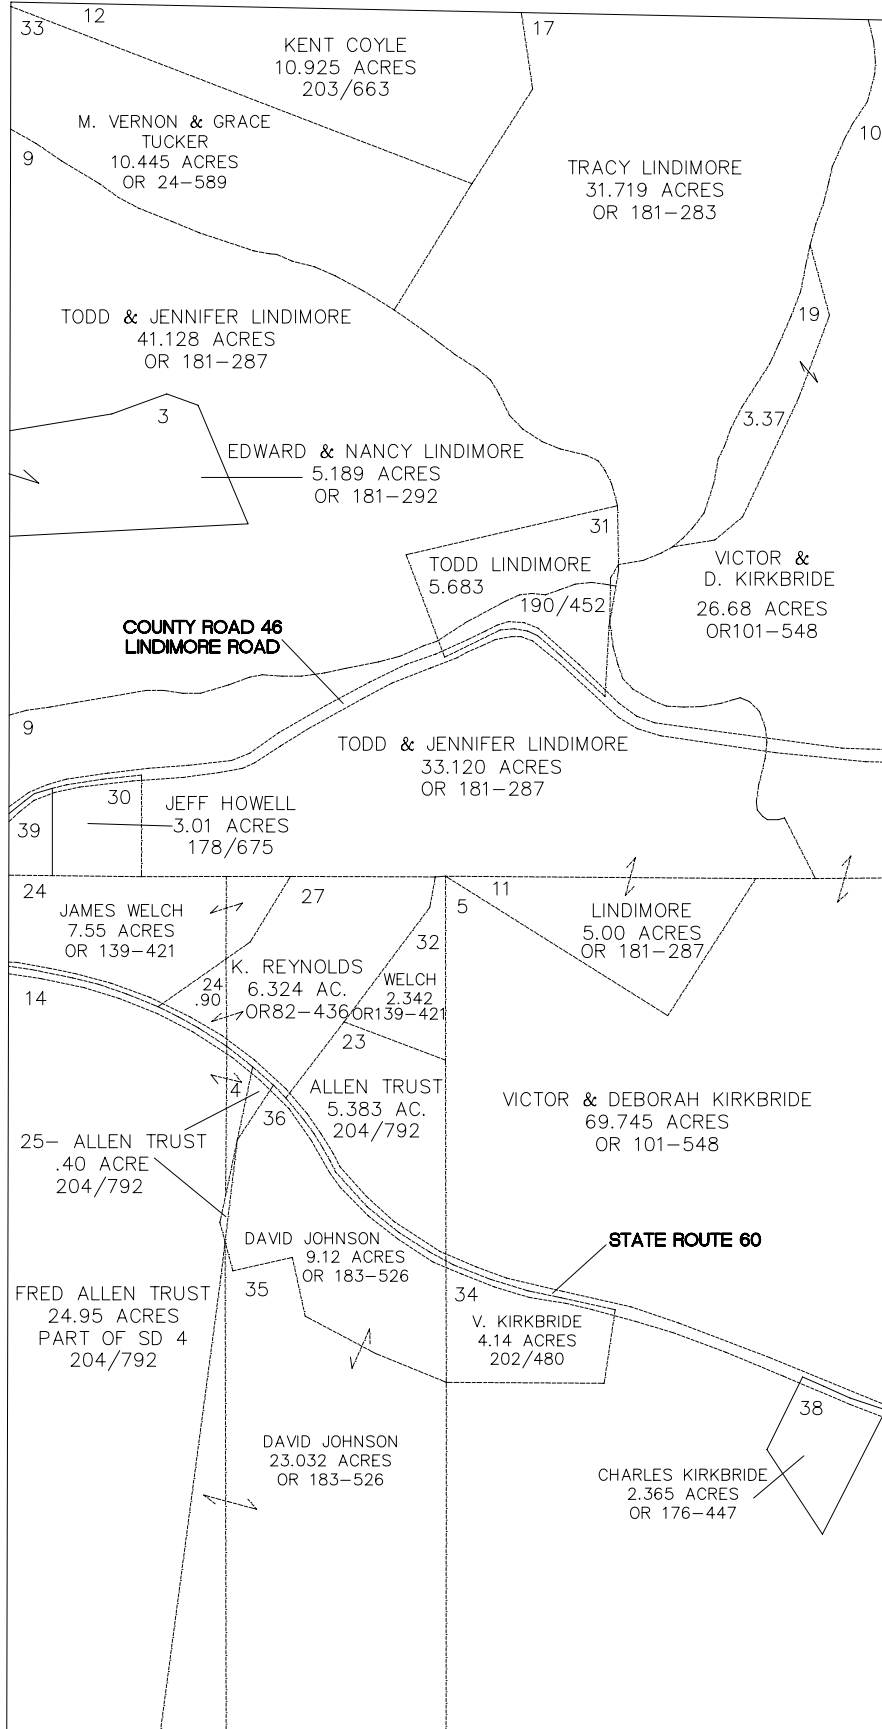 33
12
17
KENT COYLE
10.925 ACRES
203/663
M. VERNON & GRACE
TUCKER
10.445 ACRES
OR 24-589
9
10
TRACY LINDIMORE
31.719 ACRES
OR 181-283
TODD & JENNIFER LINDIMORE
41.128 ACRES
OR 181-287
19
3
3.37
EDWARD & NANCY LINDIMORE
5.189 ACRES
OR 181-292
31
TODD LINDIMORE
5.683
190/452
VICTOR &
D. KIRKBRIDE
26.68 ACRES
OR101-548
COUNTY ROAD 46
LINDIMORE ROAD
9
TODD & JENNIFER LINDIMORE
33.120 ACRES
OR 181-287
30
JEFF HOWELL
3.01 ACRES
178/675
39
24
27
11
5
JAMES WELCH
7.55 ACRES
OR 139-421
LINDIMORE
5.00 ACRES
OR 181-287
32
K. REYNOLDS
6.324 AC.
OR82-436
24
.90
WELCH
2.342
OR139-421
14
23
4
36
ALLEN TRUST
5.383 AC.
204/792
VICTOR & DEBORAH KIRKBRIDE
69.745 ACRES
OR 101-548
25- ALLEN TRUST
.40 ACRE
204/792
DAVID JOHNSON
9.12 ACRES
OR 183-526
STATE ROUTE 60
35
34
FRED ALLEN TRUST
24.95 ACRES
PART OF SD 4
204/792
V. KIRKBRIDE
4.14 ACRES
202/480
38
DAVID JOHNSON
23.032 ACRES
OR 183-526
CHARLES KIRKBRIDE
2.365 ACRES
OR 176-447